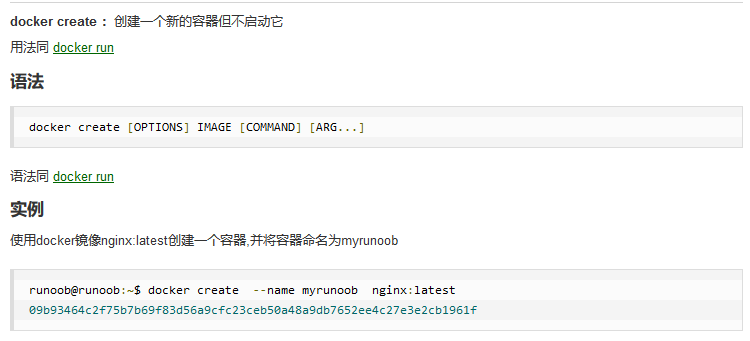 docker create ： 创建一个新的容器但不启动它
用法同 docker run
语法
docker create [OPTIONS] IMAGE [COMMAND] [ARG...]
语法同 docker run
实例
使用docker镜像nginx:latest创建一个容器,并将容器命名为myrunoob
runoob@runoob:~$ docker create  --name myrunoob  nginx:latest
09b93464c2f75b7b69f83d56a9cfc23ceb50a48a9db7652ee4c27e3e2cb1961f